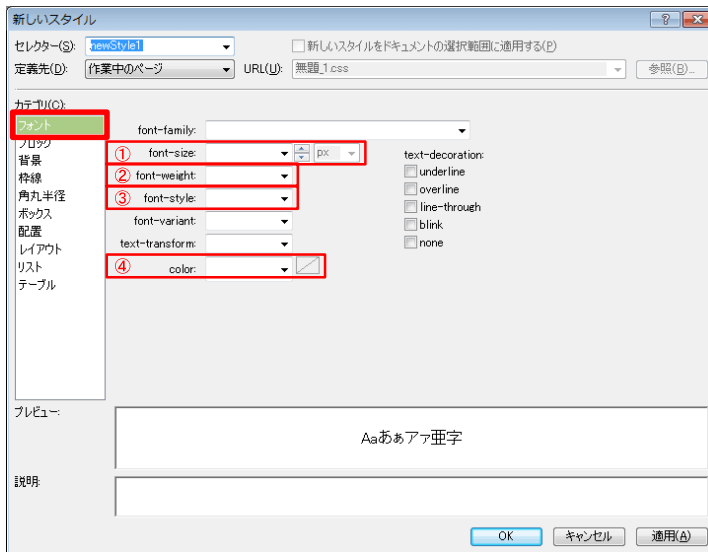 新しいスタイル
セレクター(S): newStyle1 新しいスタイルをドキュメントの選択範囲に適用する(P)
定義先(D): 作業中のページ URL(U): 無題_1.css 参照(B)...
カテゴリ(C):
フォント
ブロック
背景
枠線
角丸半径
ボックス
配置
レイアウト
リスト
テーブル
font-family:
① font-size: px
② font-weight:
③ font-style:
font-variant:
text-transform:
④ color:
text-decoration:
underline
overline
line-through
blink
none
プレビュー:
Aaあぁアァ亜宇
説明:
OK キャンセル 適用(A)